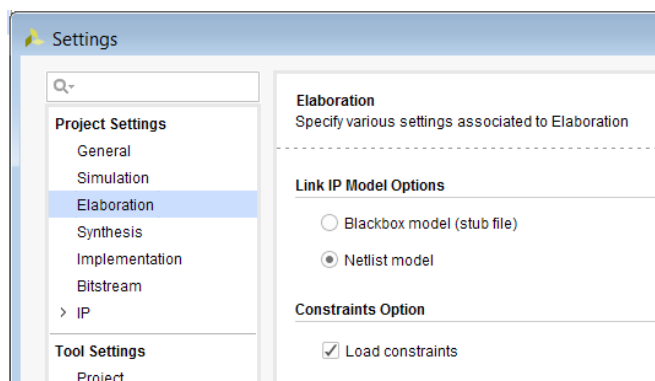 Settings
Project Settings
General
Simulation
Elaboration
Synthesis
Implementation
Bitstream
IP
Tool Settings
Project
Elaboration
Specify various settings associated to Elaboration
Link IP Model Options
Blackbox model (stub file)
Netlist model
Constraints Option
Load constraints